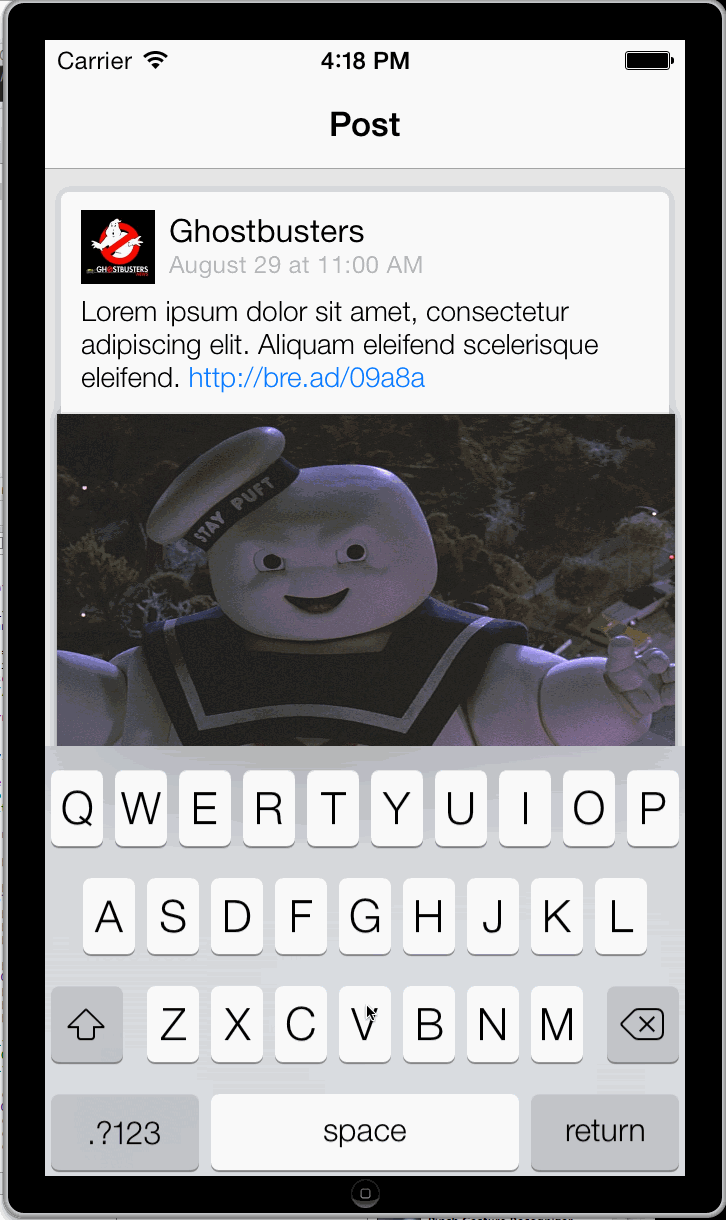 Carrier 4:18 PM
Post
GHOSTBUSTERS
Ghostbusters
August 29 at 11:00 AM
Lorem ipsum dolor sit amet, consectetur
adipiscing elit. Aliquam eleifend scelerisque
eleifend. http://bre.ad/09a8a
STAY PUFT
Q W E R T Y U I O P
A S D F G H J K L
Z X C V B N M
.?123 space return